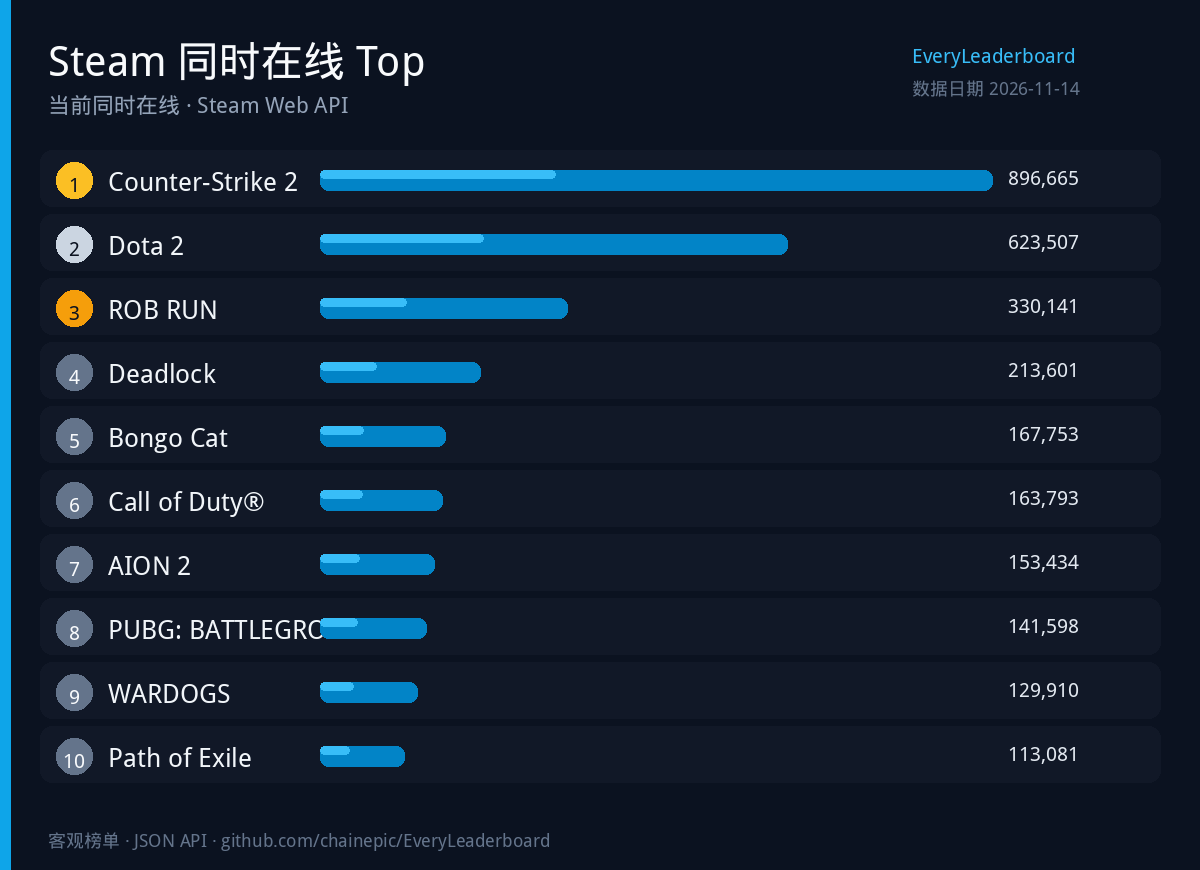 Steam 同时在线 Top
当前同时在线 · Steam Web API
EveryLeaderboard
数据日期 2026-11-14
1 Counter-Strike 2 896,665
2 Dota 2 623,507
3 ROB RUN 330,141
4 Deadlock 213,601
5 Bongo Cat 167,753
6 Call of Duty® 163,793
7 AION 2 153,434
8 PUBG: BATTLEGRO 141,598
9 WARDOGS 129,910
10 Path of Exile 113,081
客观榜单 · JSON API · github.com/chainepic/EveryLeaderboard